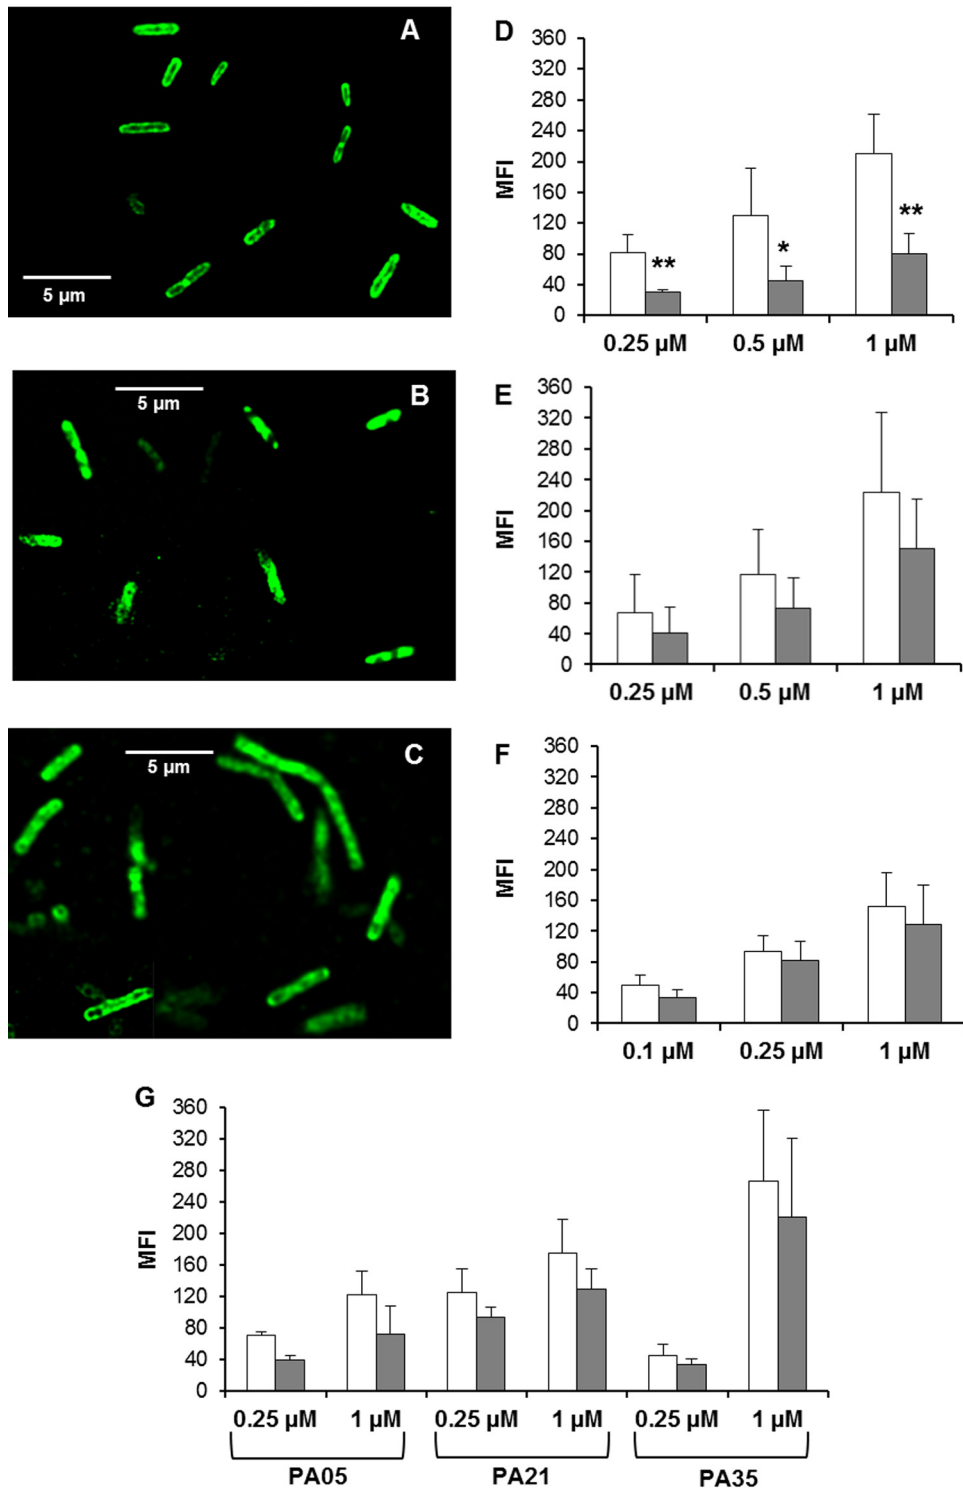 A
5 µm
B
5 µm
C
5 µm
D
MFI
360
320
280
240
200
160
120
80
40
0
**
*
**
0.25 µM 0.5 µM 1 µM
E
MFI
360
320
280
240
200
160
120
80
40
0
0.25 µM 0.5 µM 1 µM
F
MFI
360
320
280
240
200
160
120
80
40
0
0.1 µM 0.25 µM 1 µM
G
MFI
360
320
280
240
200
160
120
80
40
0
0.25 µM 1 µM 0.25 µM 1 µM 0.25 µM 1 µM
PA05 PA21 PA35